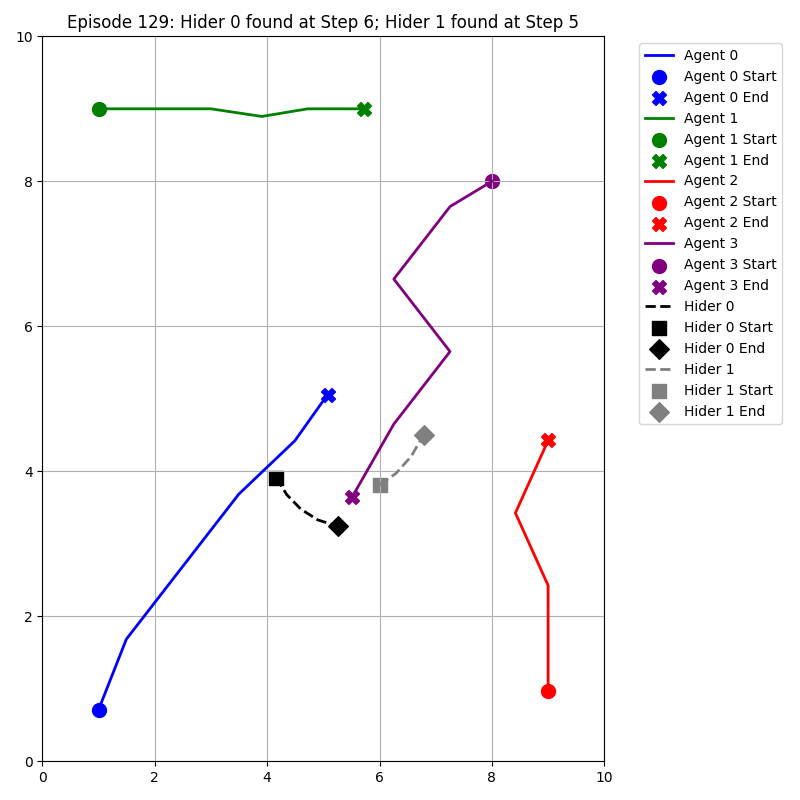 Episode 129: Hider 0 found at Step 6; Hider 1 found at Step 5
10
8
6
4
2
0
0 2 4 6 8 10
Agent 0
Agent 0 Start
Agent 0 End
Agent 1
Agent 1 Start
Agent 1 End
Agent 2
Agent 2 Start
Agent 2 End
Agent 3
Agent 3 Start
Agent 3 End
Hider 0
Hider 0 Start
Hider 0 End
Hider 1
Hider 1 Start
Hider 1 End